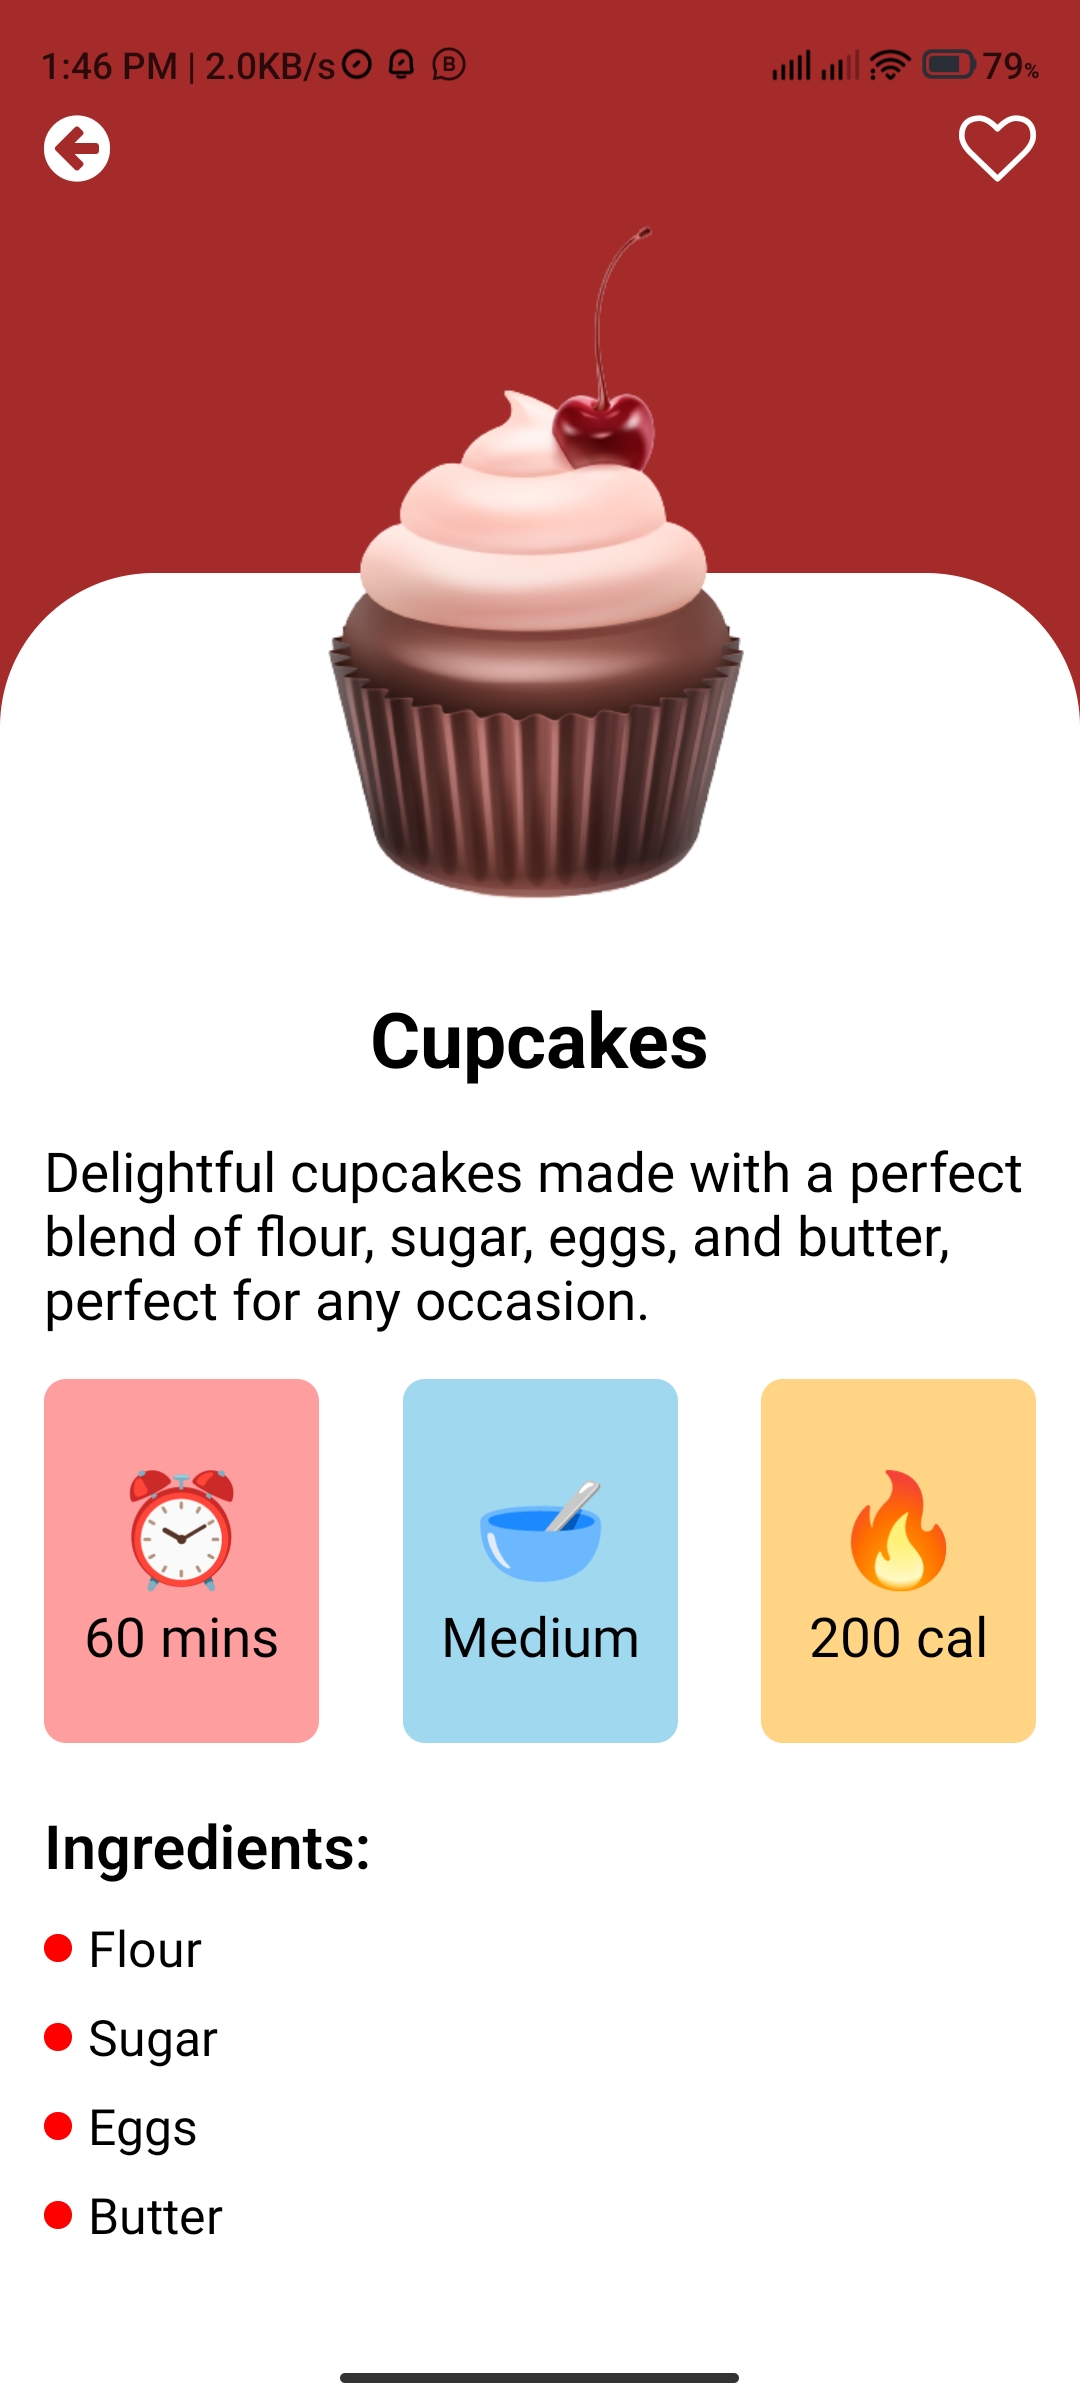 1:46 PM | 2.0KB/s B 79%
Cupcakes
Delightful cupcakes made with a perfect
blend of flour, sugar, eggs, and butter,
perfect for any occasion.
60 mins Medium 200 cal
Ingredients:
Flour
Sugar
Eggs
Butter